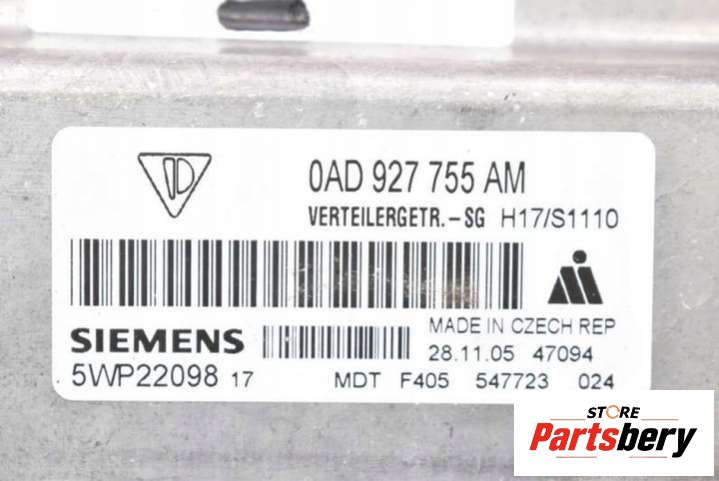 0AD 927 755 AM
VERTEILERGETR.-SG H17/S1110
SIEMENS
MADE IN CZECH REP
28.11.05 47094
5WP22098 17
MDT F405 547723 024
STORE
Partsbery